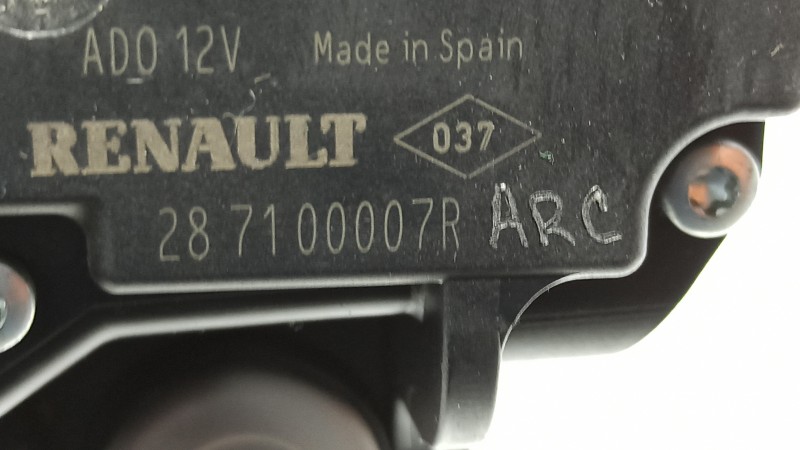 ADO 12V Made in Spain
RENAULT 037
28 7100007R ARC